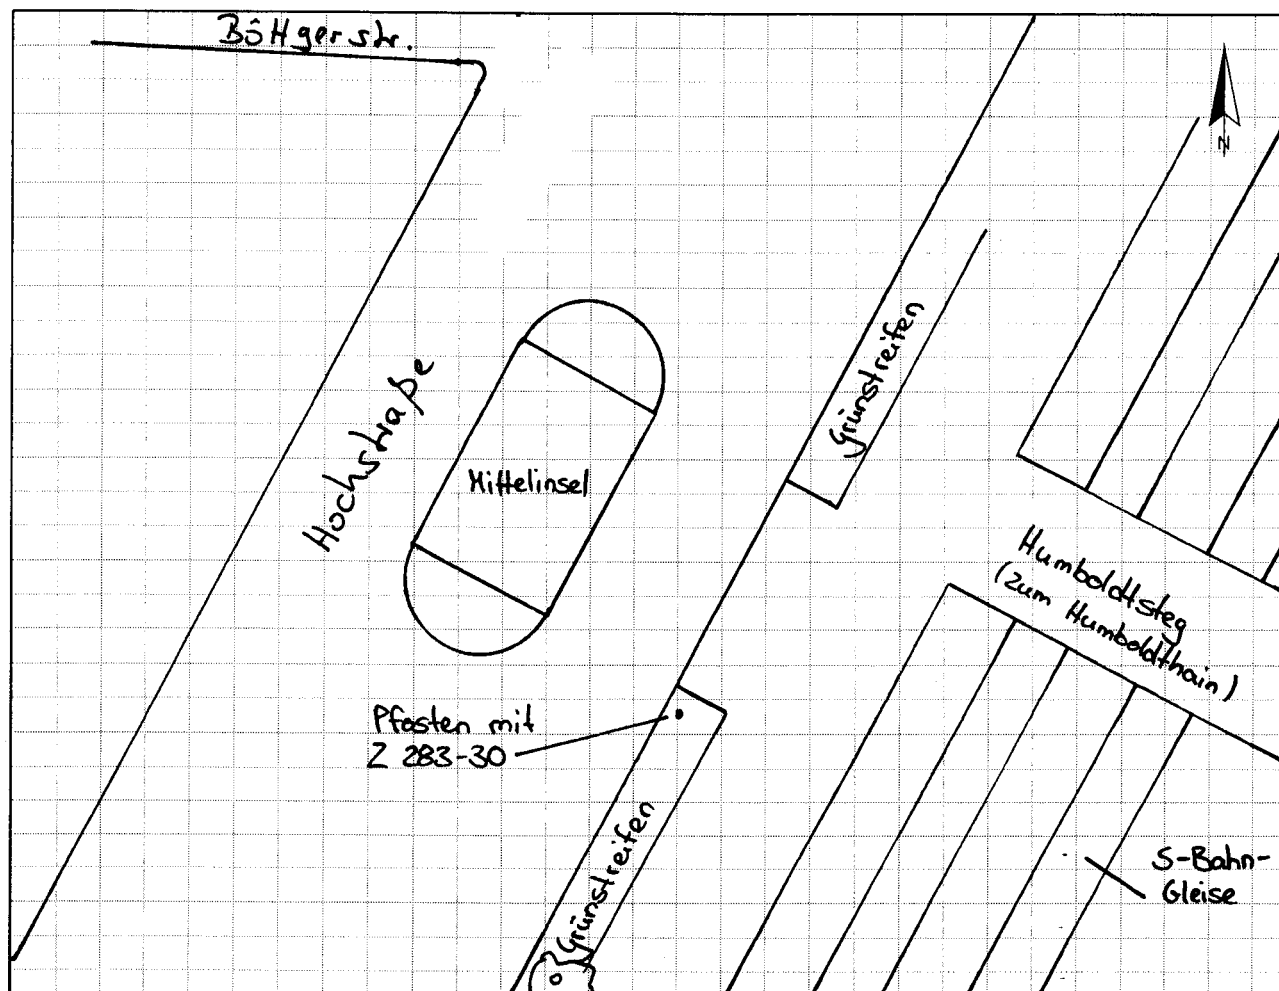 Böttgerstr.
N
Grünstreifen
Hochstraße
Mittelinsel
Humboldtsteg
(zum Humboldthain)
Pfosten mit
Z 283-30
Grünstreifen
S-Bahn-
Gleise